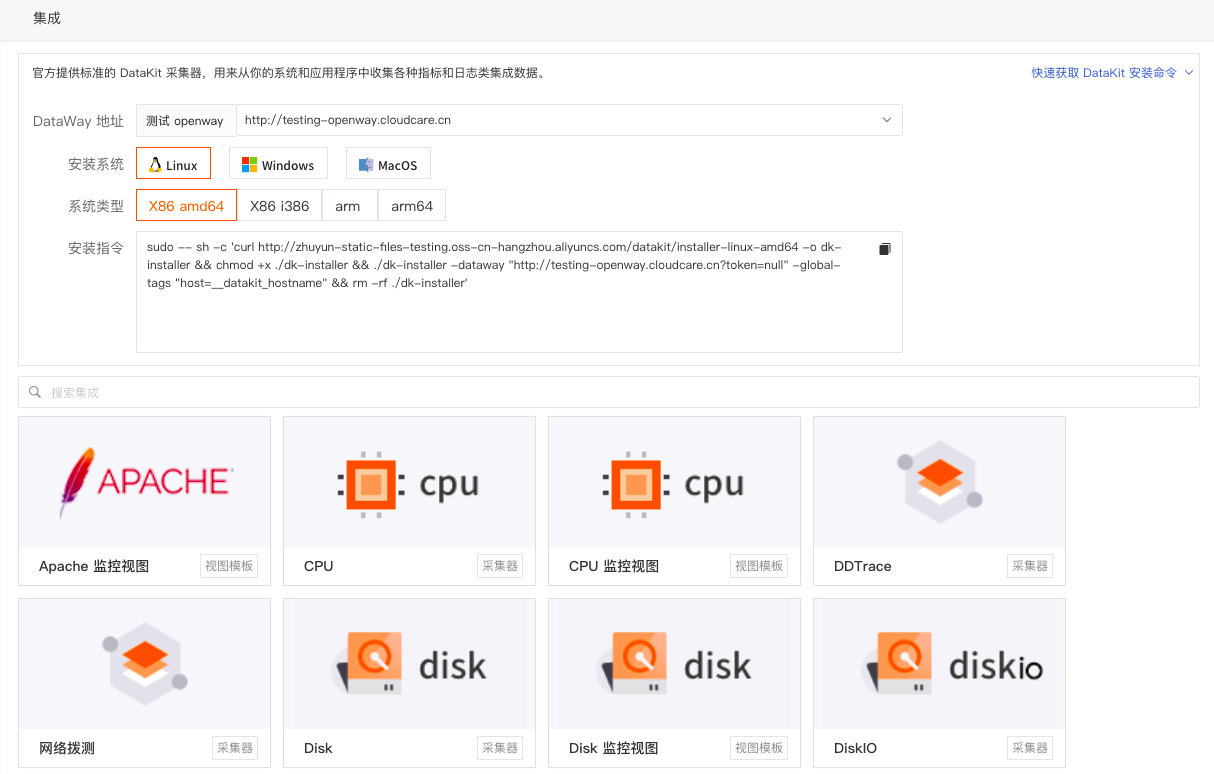 集成
官方提供标准的 DataKit 采集器，用来从你的系统和应用程序中收集各种指标和日志类集成数据。
快速获取 DataKit 安装命令
DataWay 地址
测试 openway
http://testing-openway.cloudcare.cn
安装系统
Linux
Windows
MacOS
系统类型
X86 amd64
X86 i386
arm
arm64
安装指令
sudo -- sh -c 'curl http://zhuyun-static-files-testing.oss-cn-hangzhou.aliyuncs.com/datakit/installer-linux-amd64 -o dk-
installer && chmod +x ./dk-installer && ./dk-installer -dataway "http://testing-openway.cloudcare.cn?token=null" -global-
tags "host=__datakit_hostname" && rm -rf ./dk-installer'
搜索集成
APACHE
cpu
cpu
Apache 监控视图
视图模板
CPU
采集器
CPU 监控视图
视图模板
DDTrace
采集器
disk
disk
diskio
网络拨测
采集器
Disk
采集器
Disk 监控视图
视图模板
DiskIO
采集器